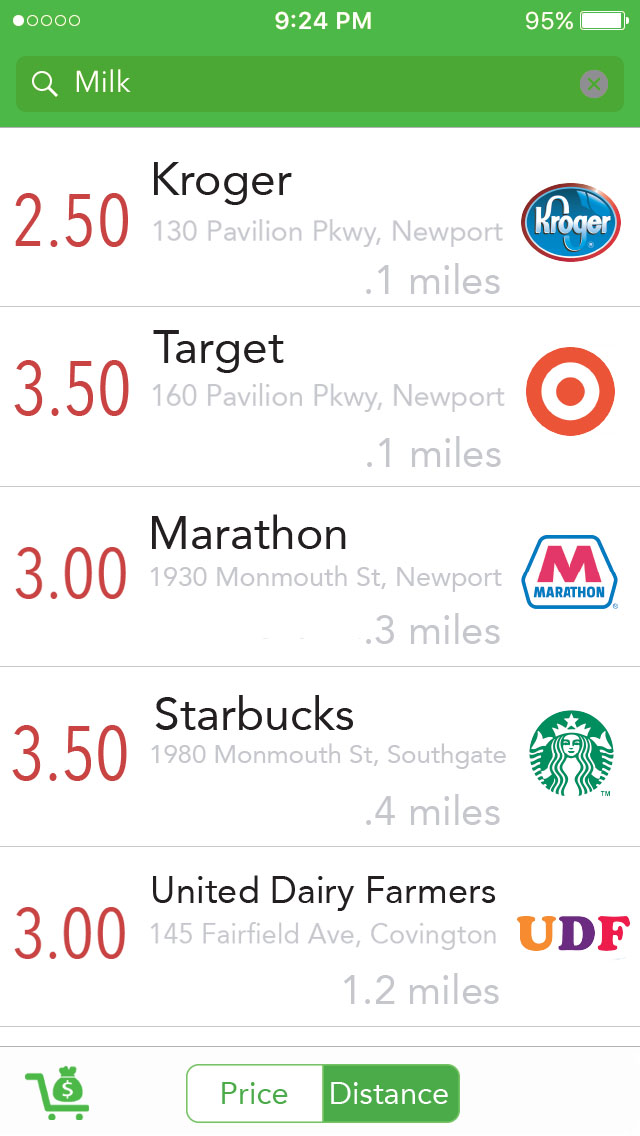 9:24 PM 95%
Milk
Kroger
2.50
130 Pavilion Pkwy, Newport
Kroger
.1 miles
Target
3.50
160 Pavilion Pkwy, Newport
.1 miles
Marathon
3.00
1930 Monmouth St, Newport
M
MARATHON
.3 miles
Starbucks
3.50
1980 Monmouth St, Southgate
TM
.4 miles
United Dairy Farmers
3.00
145 Fairfield Ave, Covington
UDF
1.2 miles
$
Price Distance